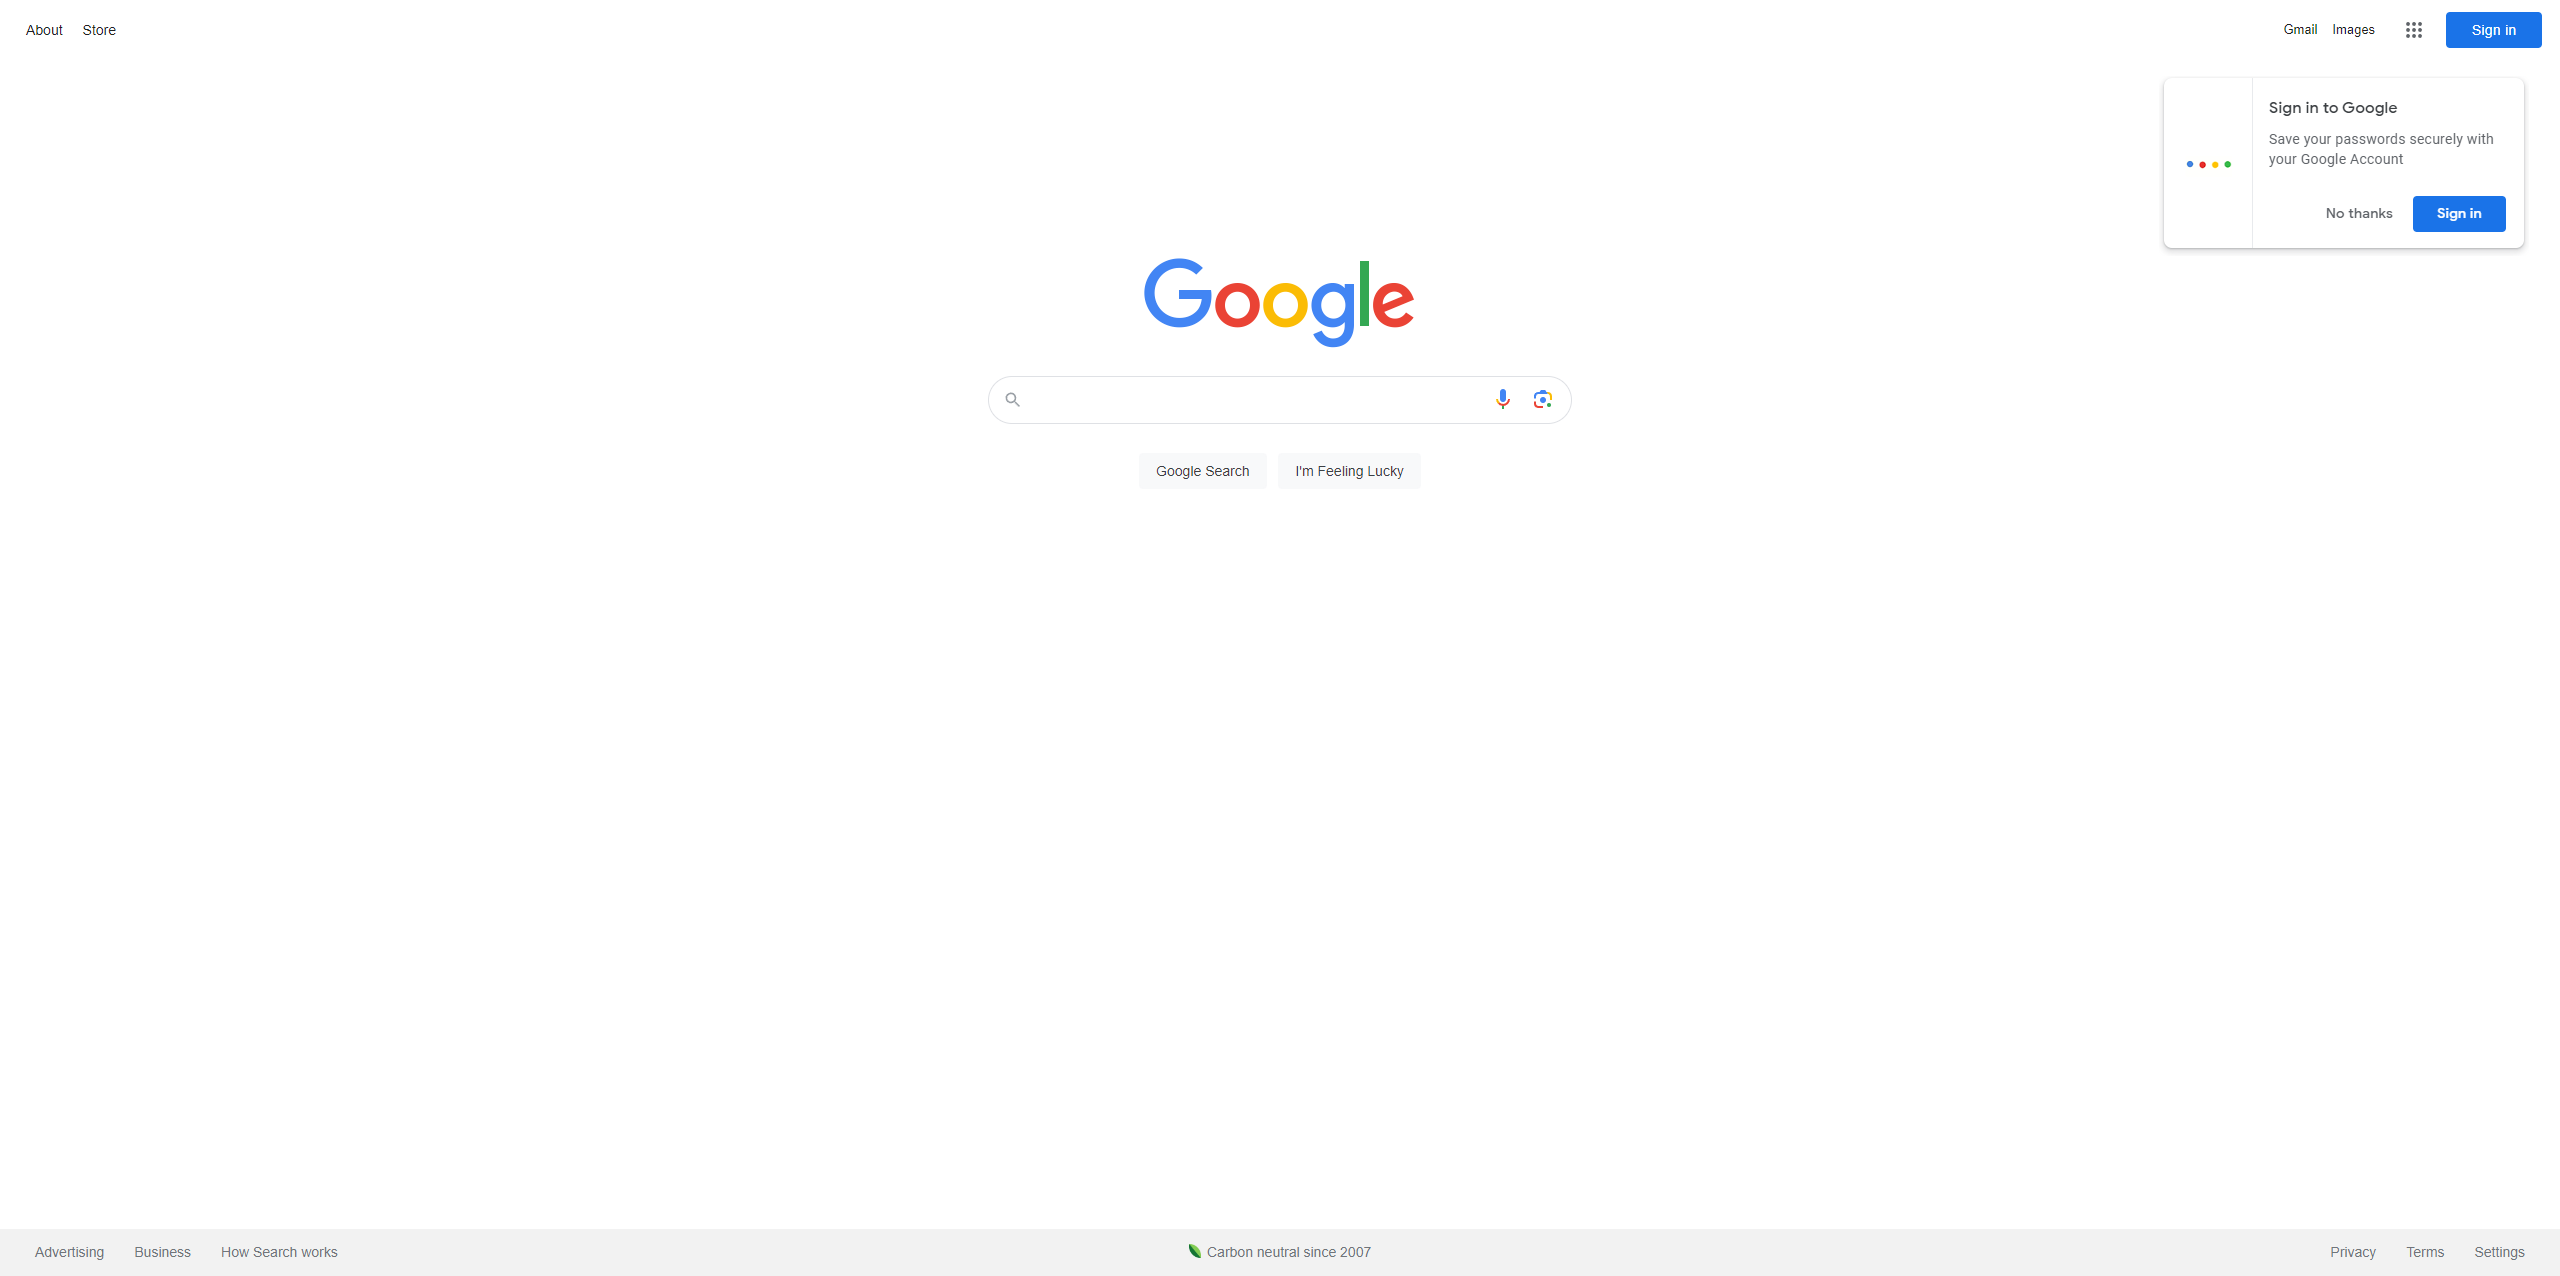 About Store
Gmail Images
Sign in
Sign in to Google
Save your passwords securely with
your Google Account
No thanks Sign in
Google
Google Search I'm Feeling Lucky
Advertising Business How Search works
Carbon neutral since 2007
Privacy Terms Settings